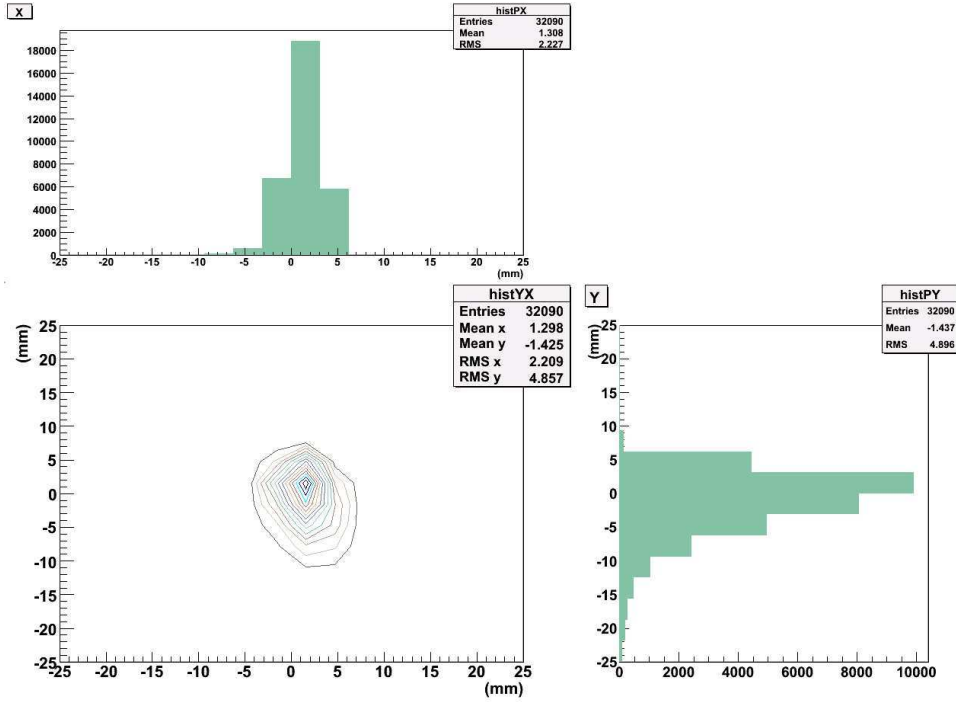 X
histPX
Entries 32090
Mean 1.308
RMS 2.227
18000
16000
14000
12000
10000
8000
6000
4000
2000
0
-25 -20 -15 -10 -5 0 5 10 15 20 25
(mm)
histYX
Entries 32090
Mean x 1.298
Mean y -1.425
RMS x 2.209
RMS y 4.857
(mm)
25
20
15
10
5
0
-5
-10
-15
-20
-25
-25 -20 -15 -10 -5 0 5 10 15 20 25
(mm)
Y
histPY
Entries 32090
Mean -1.437
RMS 4.896
(mm)
25
20
15
10
5
0
-5
-10
-15
-20
-25
0 2000 4000 6000 8000 10000